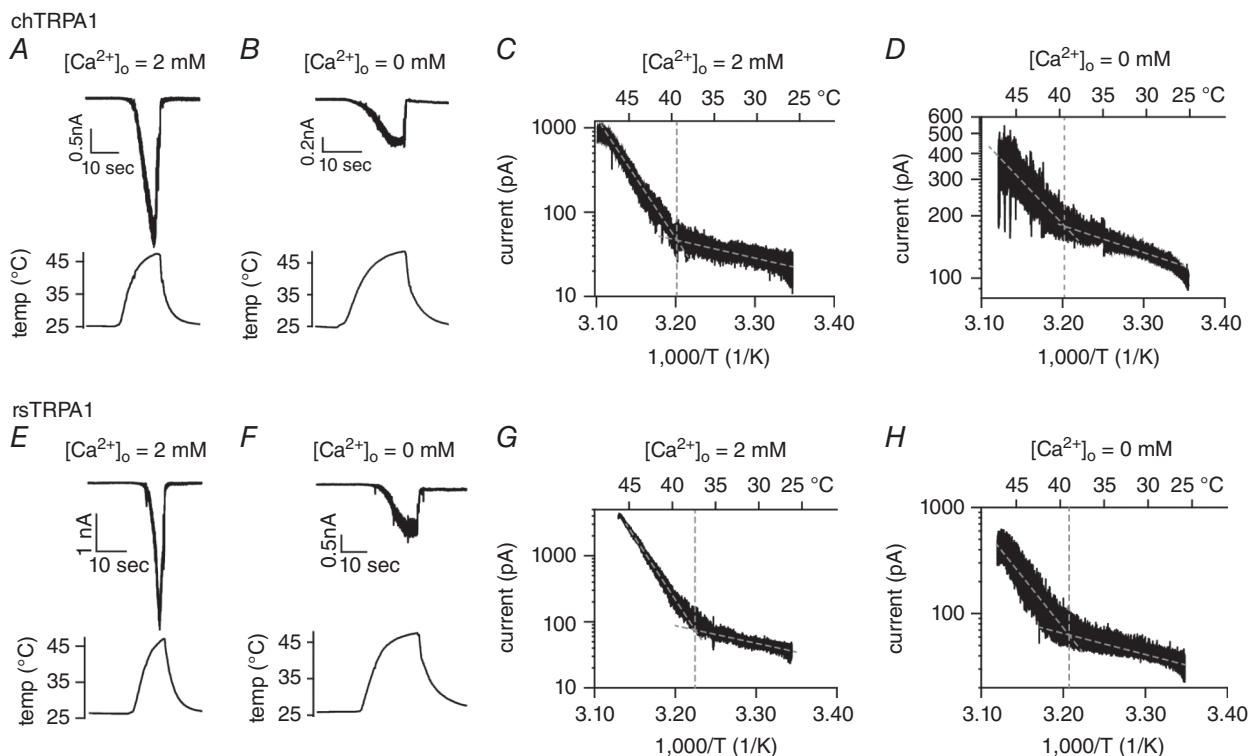 chTRPA1
A
[Ca²⁺]ₒ = 2 mM
0.5nA
10 sec
temp (°C)
45
35
25
B
[Ca²⁺]ₒ = 0 mM
0.2nA
10 sec
temp (°C)
45
35
25
C
[Ca²⁺]ₒ = 2 mM
45 40 35 30 25 °C
current (pA)
1000
100
10
3.10 3.20 3.30 3.40
1,000/T (1/K)
D
[Ca²⁺]ₒ = 0 mM
45 40 35 30 25 °C
current (pA)
600
500
400
300
200
100
3.10 3.20 3.30 3.40
1,000/T (1/K)
rsTRPA1
E
[Ca²⁺]ₒ = 2 mM
1 nA
10 sec
temp (°C)
45
35
25
F
[Ca²⁺]ₒ = 0 mM
0.5nA
10 sec
temp (°C)
45
35
25
G
[Ca²⁺]ₒ = 2 mM
45 40 35 30 25 °C
current (pA)
1000
100
10
3.10 3.20 3.30 3.40
1,000/T (1/K)
H
[Ca²⁺]ₒ = 0 mM
45 40 35 30 25 °C
current (pA)
1000
100
3.10 3.20 3.30 3.40
1,000/T (1/K)